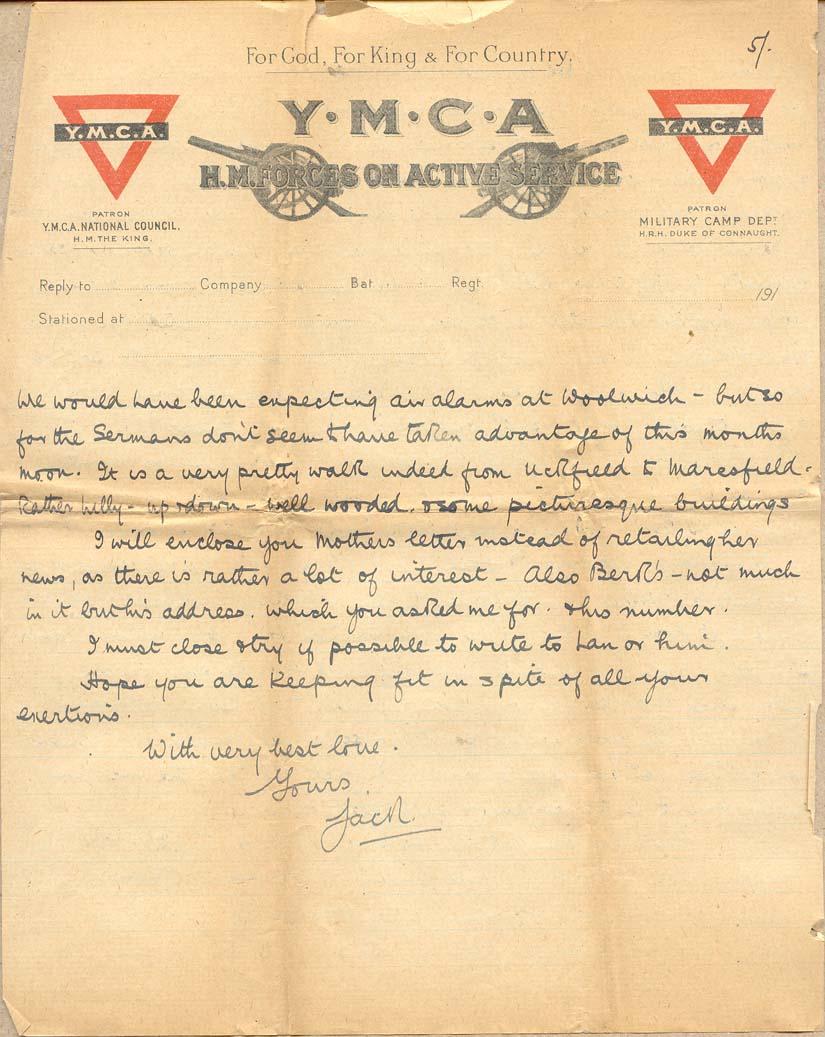 For God, For King & For Country.
5/.
Y·M·C·A
H.M. FORCES ON ACTIVE SERVICE
Y.M.C.A.
PATRON
Y.M.C.A. NATIONAL COUNCIL.
H.M. THE KING.
Y.M.C.A.
PATRON
MILITARY CAMP DEPT
H.R.H. DUKE OF CONNAUGHT.
Reply to Company Bat Regt.
191
Stationed at
We would have been expecting air alarms at Woolwich - but so
for the Germans don't seem to have taken advantage of this months
moon. It is a very pretty walk indeed from Uckfield to Maresfield -
Rather hilly - up & down - well wooded. & some picturesque buildings
I will enclose you Mothers letter instead of retailing her
news, as there is rather a lot of interest - Also Berk's - not much
in it but his address. which you asked me for. & his number.
I must close & try if possible to write to Lan or him.
Hope you are keeping fit in spite of all your
exertions.
With very best love.
Yours.
Jack.